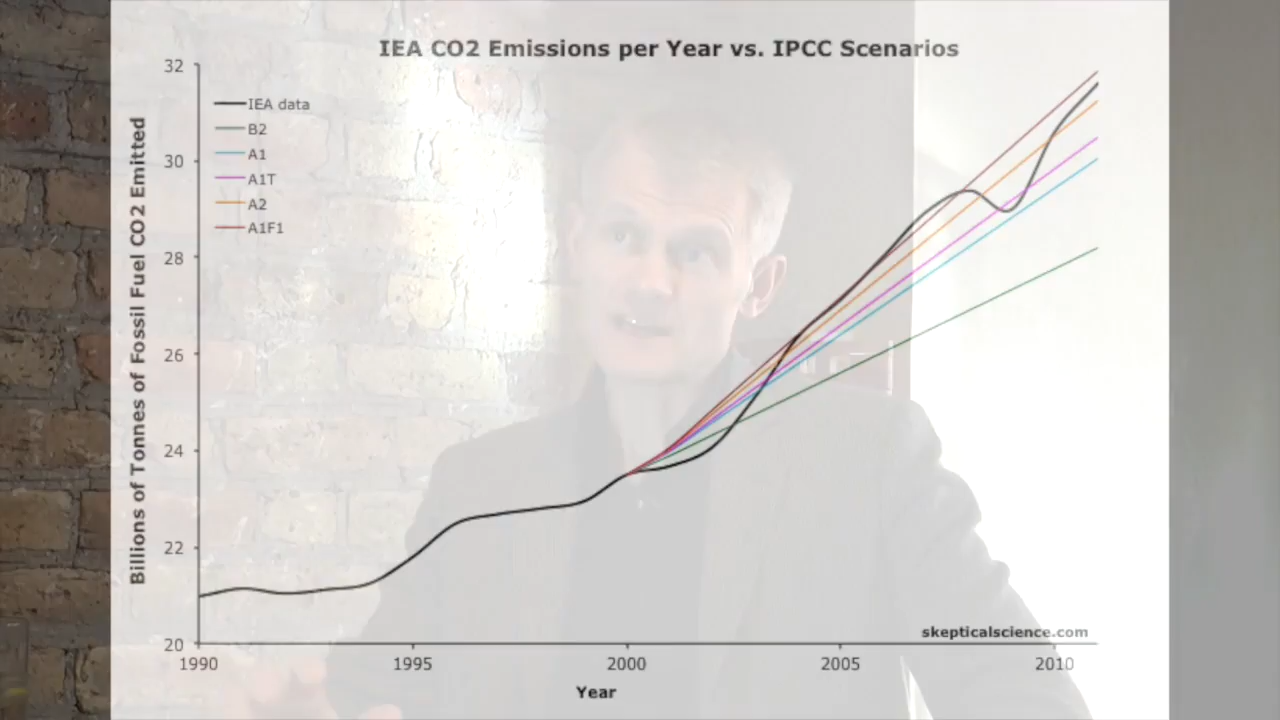 IEA CO2 Emissions per Year vs. IPCC Scenarios
Billions of Tonnes of Fossil Fuel CO2 Emitted
32
30
28
26
24
22
20
IEA data
B2
A1
A1T
A2
A1F1
skepticalscience.com
1990 1995 2000 2005 2010
Year